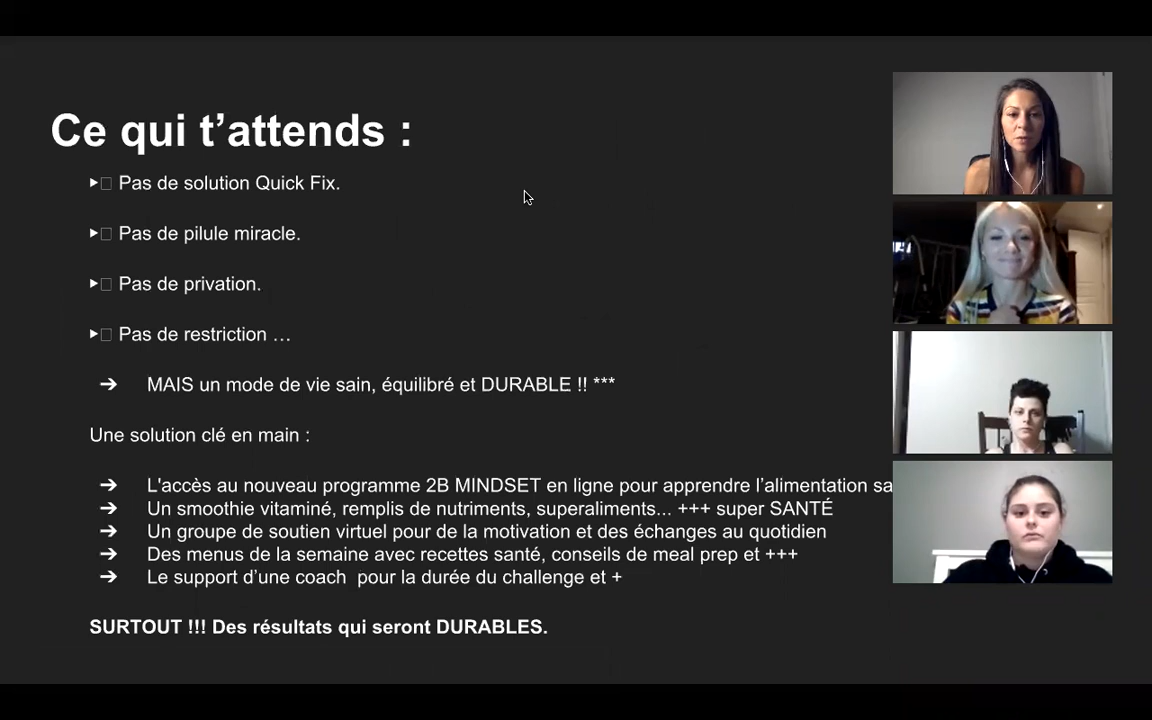 Ce qui t’attends :
Pas de solution Quick Fix.
Pas de pilule miracle.
Pas de privation.
Pas de restriction …
➔ MAIS un mode de vie sain, équilibré et DURABLE !! ***
Une solution clé en main :
➔ L'accès au nouveau programme 2B MINDSET en ligne pour apprendre l’alimentation sa
➔ Un smoothie vitaminé, remplis de nutriments, superaliments... +++ super SANTÉ
➔ Un groupe de soutien virtuel pour de la motivation et des échanges au quotidien
➔ Des menus de la semaine avec recettes santé, conseils de meal prep et +++
➔ Le support d’une coach  pour la durée du challenge et +
SURTOUT !!! Des résultats qui seront DURABLES.